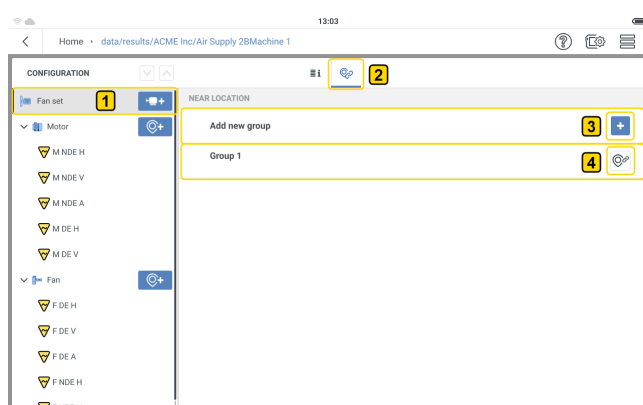 13:03
Home › data/results/ACME Inc/Air Supply 2BMachine 1
CONFIGURATION
i
2
Fan set
1
NEAR LOCATION
Motor
Add new group
3
M NDE H
Group 1
4
M NDE V
M NDE A
M DE H
M DE V
Fan
F DE H
F DE V
F DE A
F NDE H